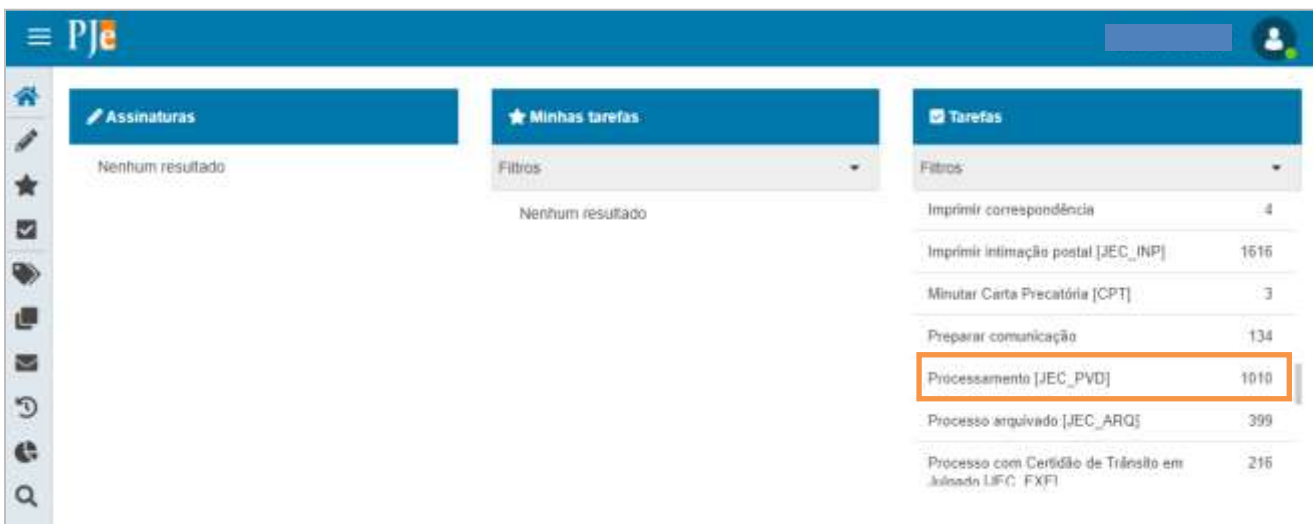 PJe
Assinaturas
Nenhum resultado
Minhas tarefas
Filtros
Nenhum resultado
Tarefas
Filtros
Imprimir correspondência 4
Imprimir intimação postal [JEC_INP] 1616
Minutar Carta Precatória [CPT] 3
Preparar comunicação 134
Processamento [JEC_PVD] 1010
Processo arquivado [JEC_ARQ] 399
Processo com Certidão de Trânsito em 216
Julgado [JEC_EXE]